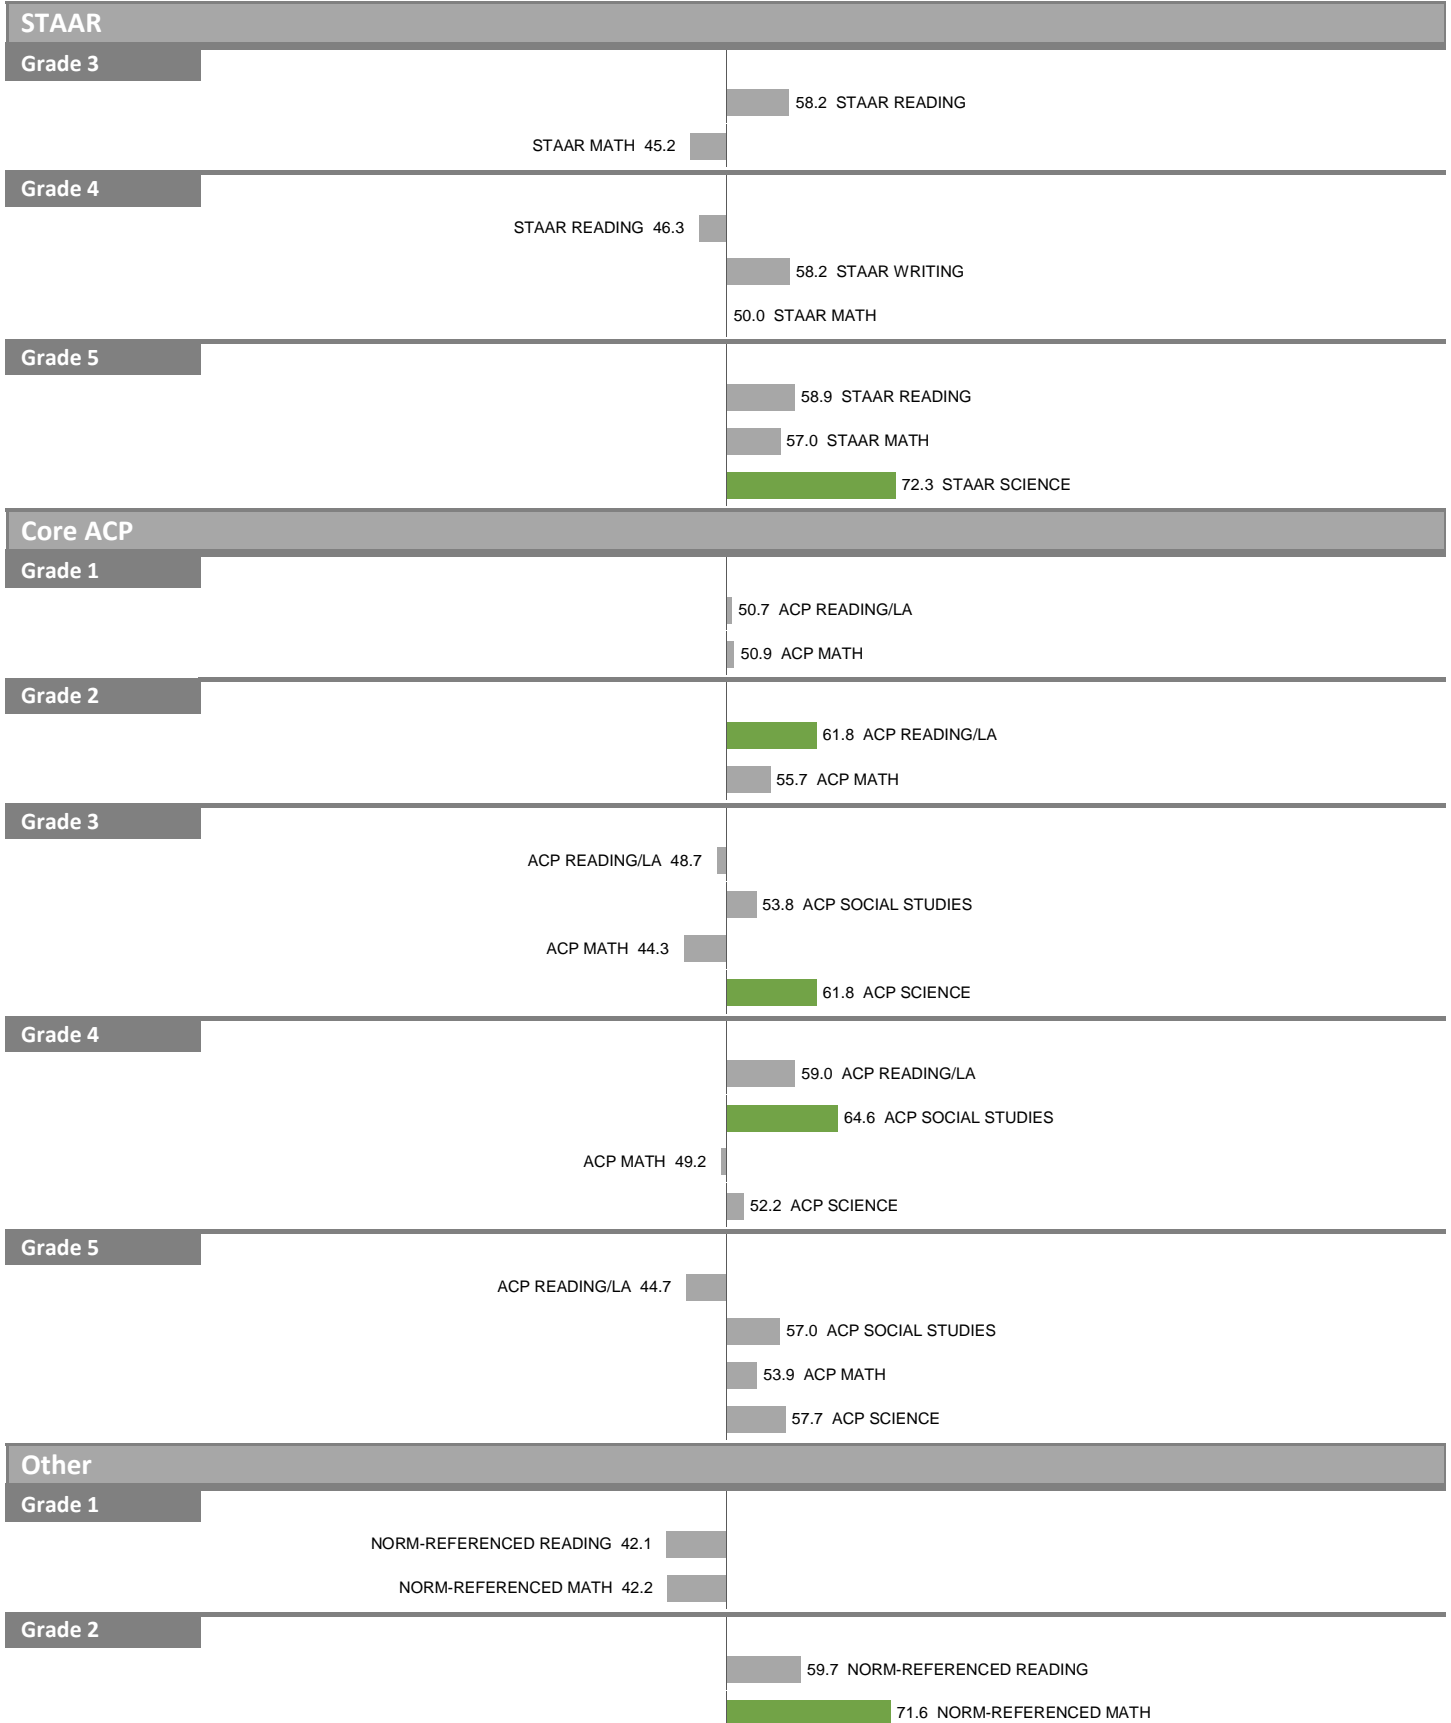 STAAR
Grade 3
58.2 STAAR READING
STAAR MATH 45.2
Grade 4
STAAR READING 46.3
58.2 STAAR WRITING
50.0 STAAR MATH
Grade 5
58.9 STAAR READING
57.0 STAAR MATH
72.3 STAAR SCIENCE
Core ACP
Grade 1
50.7 ACP READING/LA
50.9 ACP MATH
Grade 2
61.8 ACP READING/LA
55.7 ACP MATH
Grade 3
ACP READING/LA 48.7
53.8 ACP SOCIAL STUDIES
ACP MATH 44.3
61.8 ACP SCIENCE
Grade 4
59.0 ACP READING/LA
64.6 ACP SOCIAL STUDIES
ACP MATH 49.2
52.2 ACP SCIENCE
Grade 5
ACP READING/LA 44.7
57.0 ACP SOCIAL STUDIES
53.9 ACP MATH
57.7 ACP SCIENCE
Other
Grade 1
NORM-REFERENCED READING 42.1
NORM-REFERENCED MATH 42.2
Grade 2
59.7 NORM-REFERENCED READING
71.6 NORM-REFERENCED MATH